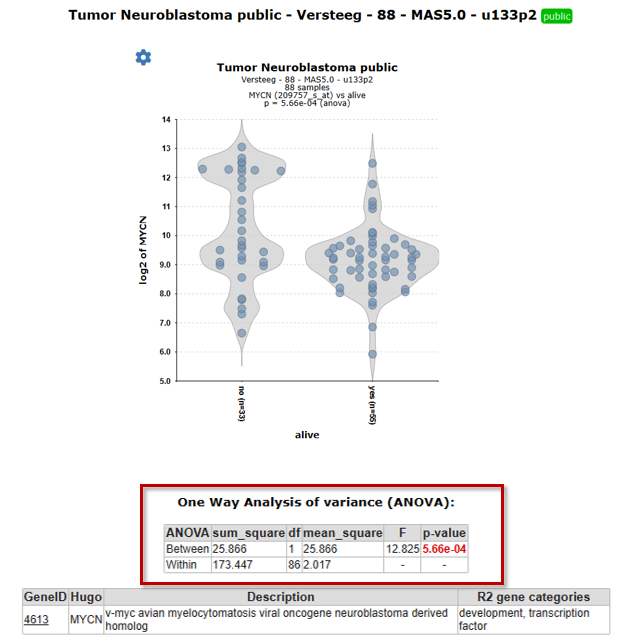 Tumor Neuroblastoma public - Versteeg - 88 - MAS5.0 - u133p2 public
Tumor Neuroblastoma public
Versteeg - 88 - MAS5.0 - u133p2
88 samples
MYCN (209757_s_at) vs alive
p = 5.66e-04 (anova)
14
13
12
11
10
9.0
8.0
7.0
6.0
5.0
log2 of MYCN
no (n=33)
yes (n=55)
alive
One Way Analysis of variance (ANOVA):
ANOVA sum_square df mean_square F p-value
Between 25.866 1 25.866 12.825 5.66e-04
Within 173.447 86 2.017 - -
GeneID Hugo Description R2 gene categories
4613 MYCN v-myc avian myelocytomatosis viral oncogene neuroblastoma derived homolog development, transcription factor